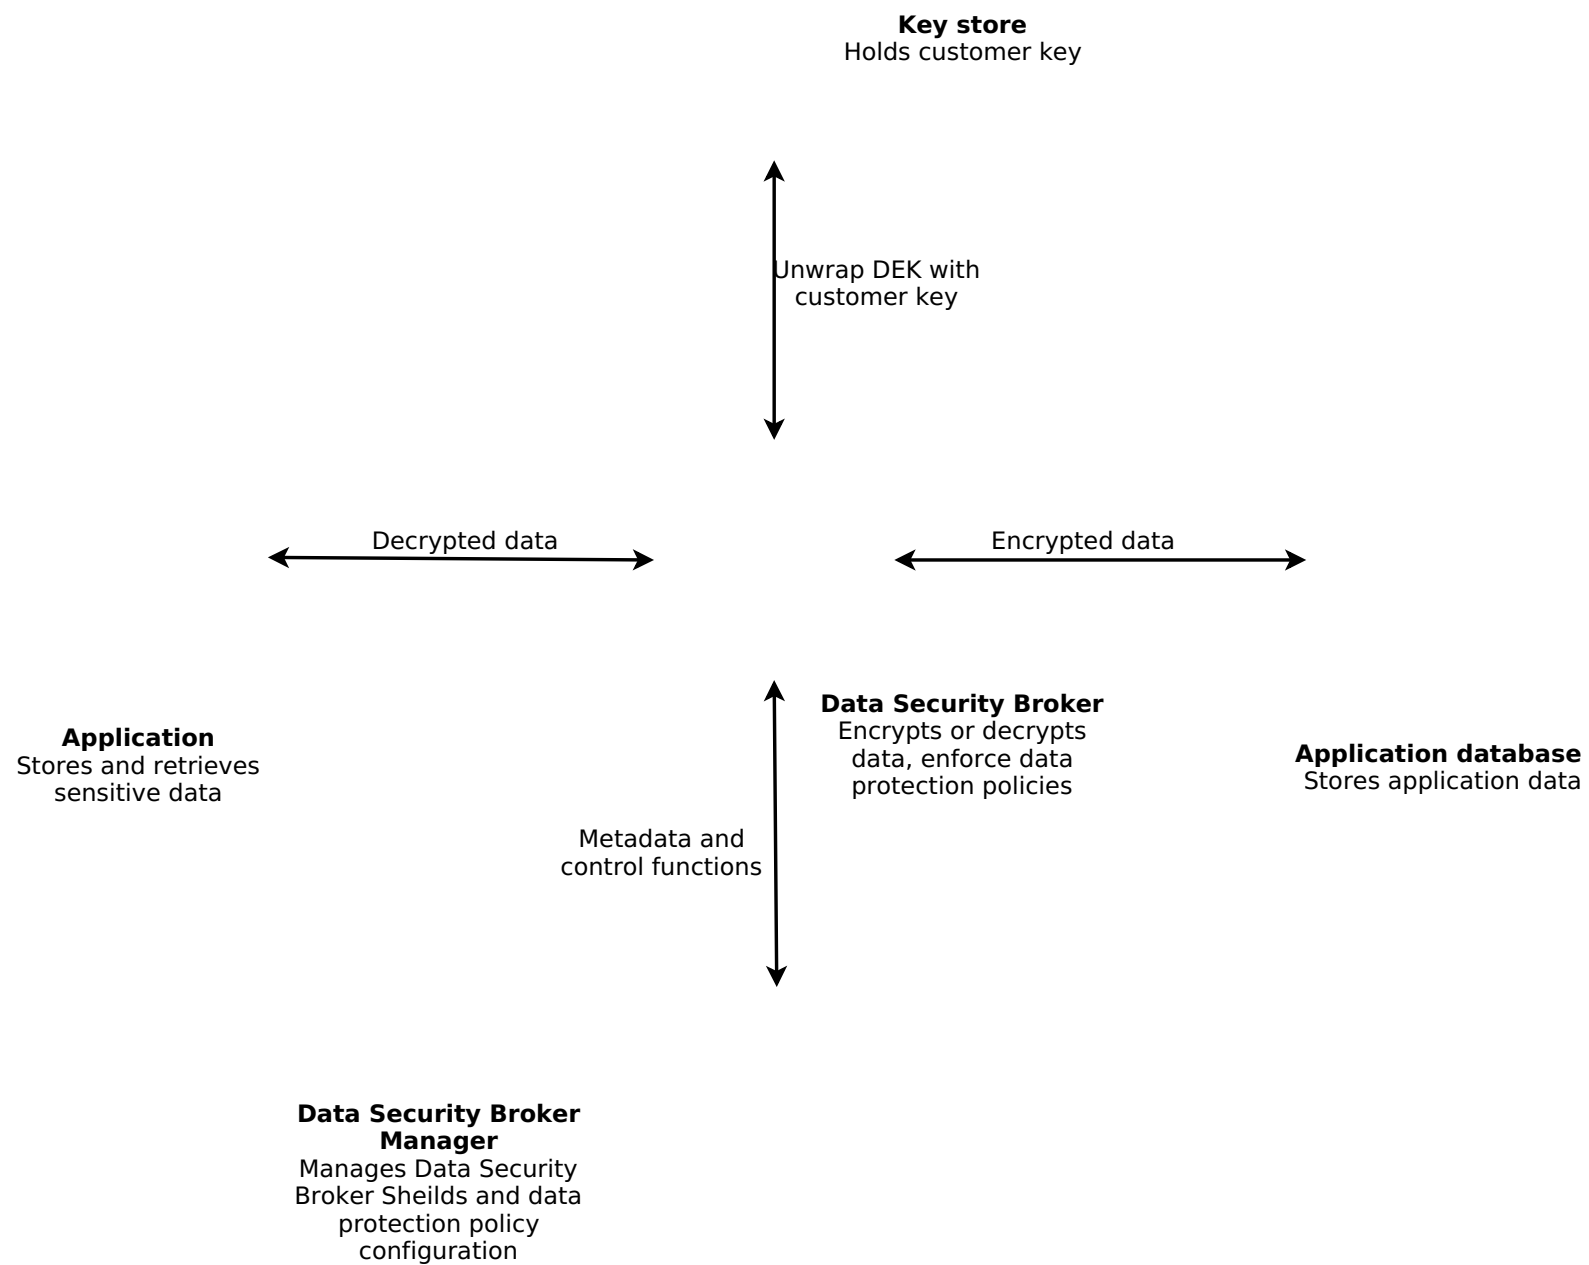 Key store
Holds customer key
Unwrap DEK with
customer key
Decrypted data
Encrypted data
Data Security Broker
Encrypts or decrypts
data, enforce data
protection policies
Application
Stores and retrieves
sensitive data
Application database
Stores application data
Metadata and
control functions
Data Security Broker
Manager
Manages Data Security
Broker Sheilds and data
protection policy
configuration